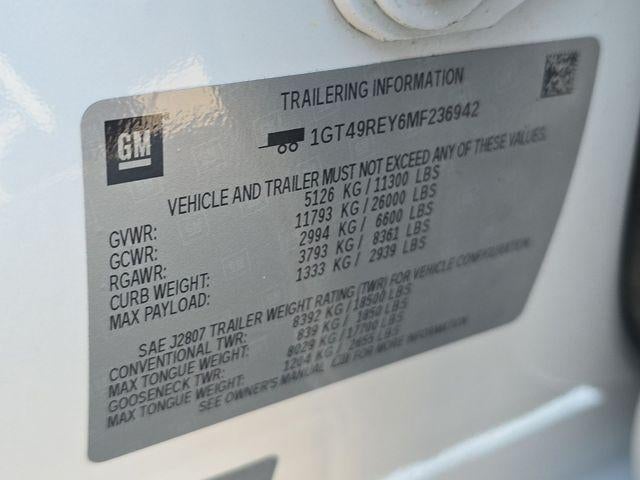 TRAILERING INFORMATION
GM
1GT49REY6MF236942
VEHICLE AND TRAILER MUST NOT EXCEED ANY OF THESE VALUES.
GVWR: 5126 KG / 11300 LBS
GCWR: 11793 KG / 26000 LBS
RGAWR: 2994 KG / 6600 LBS
CURB WEIGHT: 3793 KG / 8361 LBS
MAX PAYLOAD: 1333 KG / 2939 LBS
SAE J2807 TRAILER WEIGHT RATING (TWR) FOR VEHICLE CONFIGURATION.
CONVENTIONAL TWR: 8392 KG / 18500 LBS
MAX TONGUE WEIGHT: 839 KG / 1850 LBS
GOOSENECK TWR: 8029 KG / 17700 LBS
MAX TONGUE WEIGHT: 1204 KG / 2655 LBS
SEE OWNER'S MANUAL FOR MORE INFORMATION